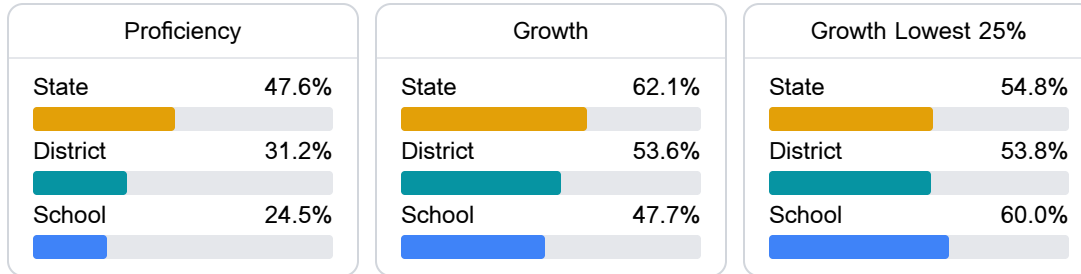 Proficiency
State 47.6%
District 31.2%
School 24.5%
Growth
State 62.1%
District 53.6%
School 47.7%
Growth Lowest 25%
State 54.8%
District 53.8%
School 60.0%